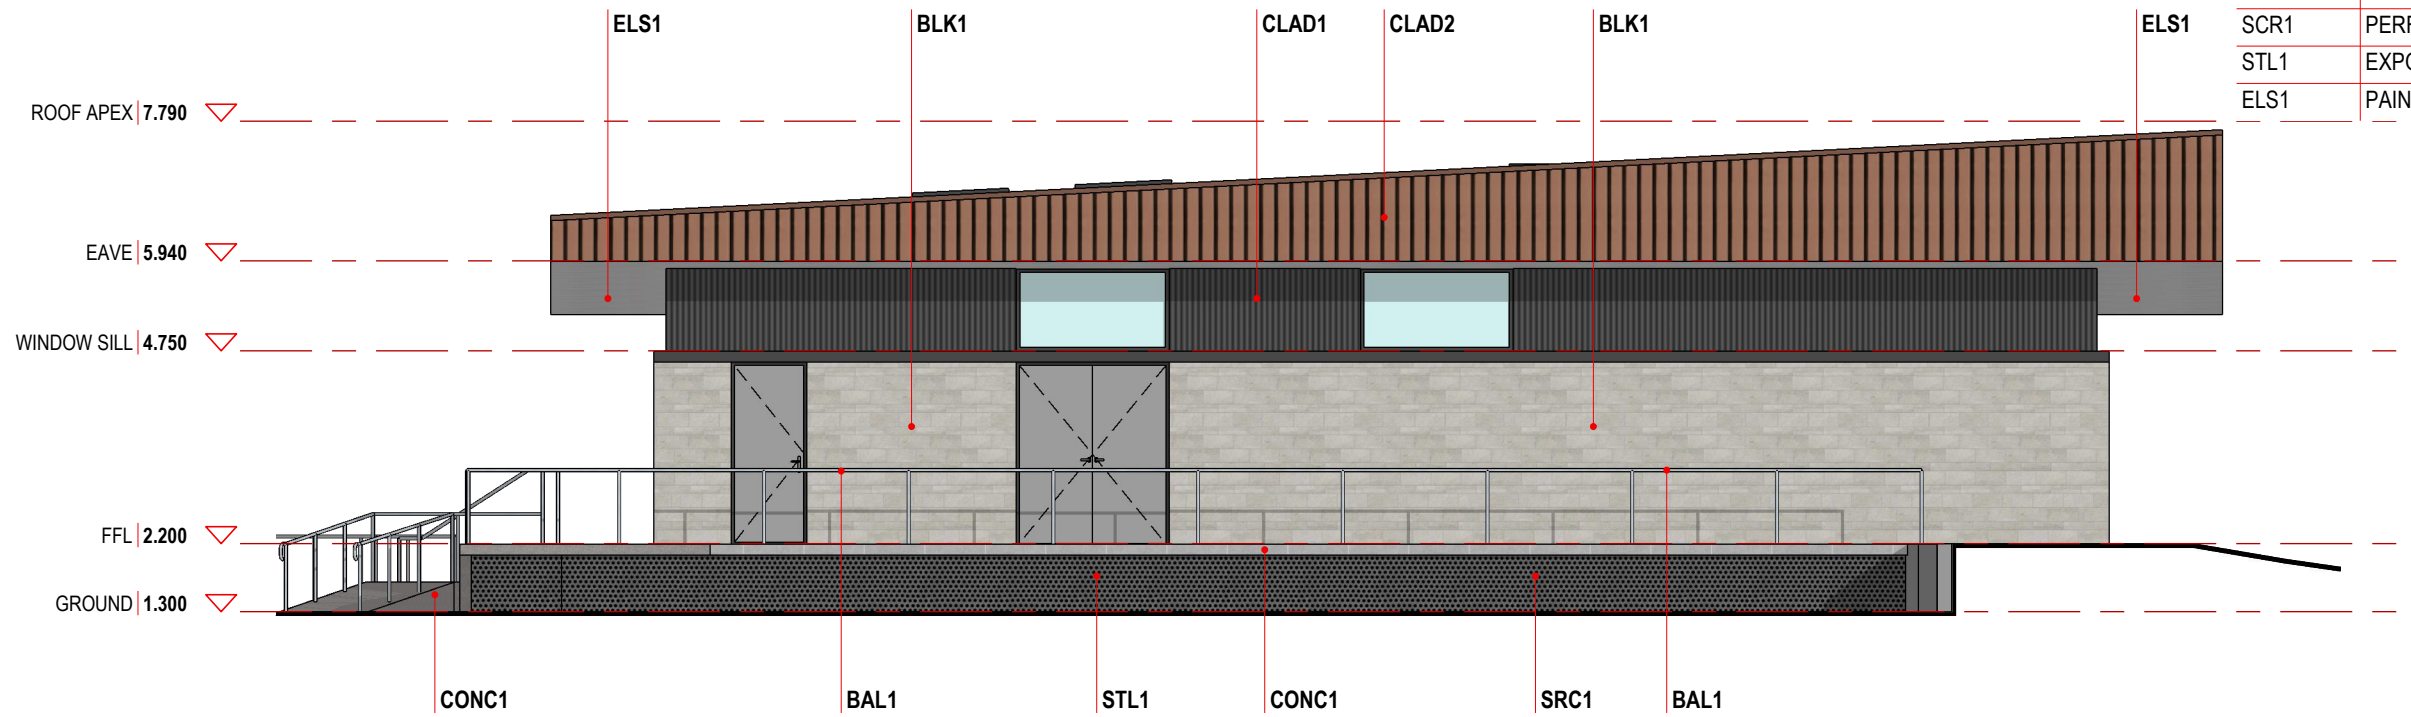 ELS1 BLK1 CLAD1 CLAD2 BLK1 ELS1
SCR1
STL1
ELS1
ROOF APEX 7.790
EAVE 5.940
WINDOW SILL 4.750
FFL 2.200
GROUND 1.300
CONC1 BAL1 STL1 CONC1 SRC1 BAL1